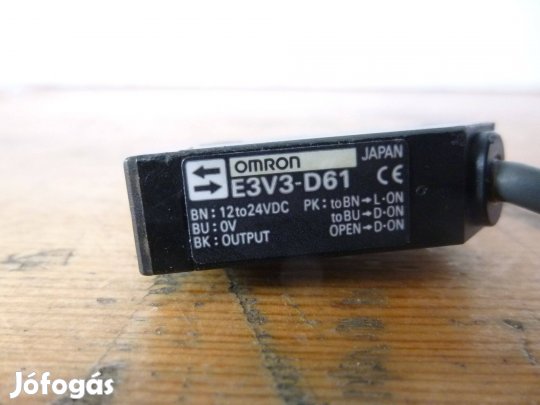 OMRON JAPAN
E3V3-D61 CE
BN:12to24VDC PK:toBN→L·ON
BU:0V toBU→D·ON
BK:OUTPUT OPEN→D·ON
Jófogás